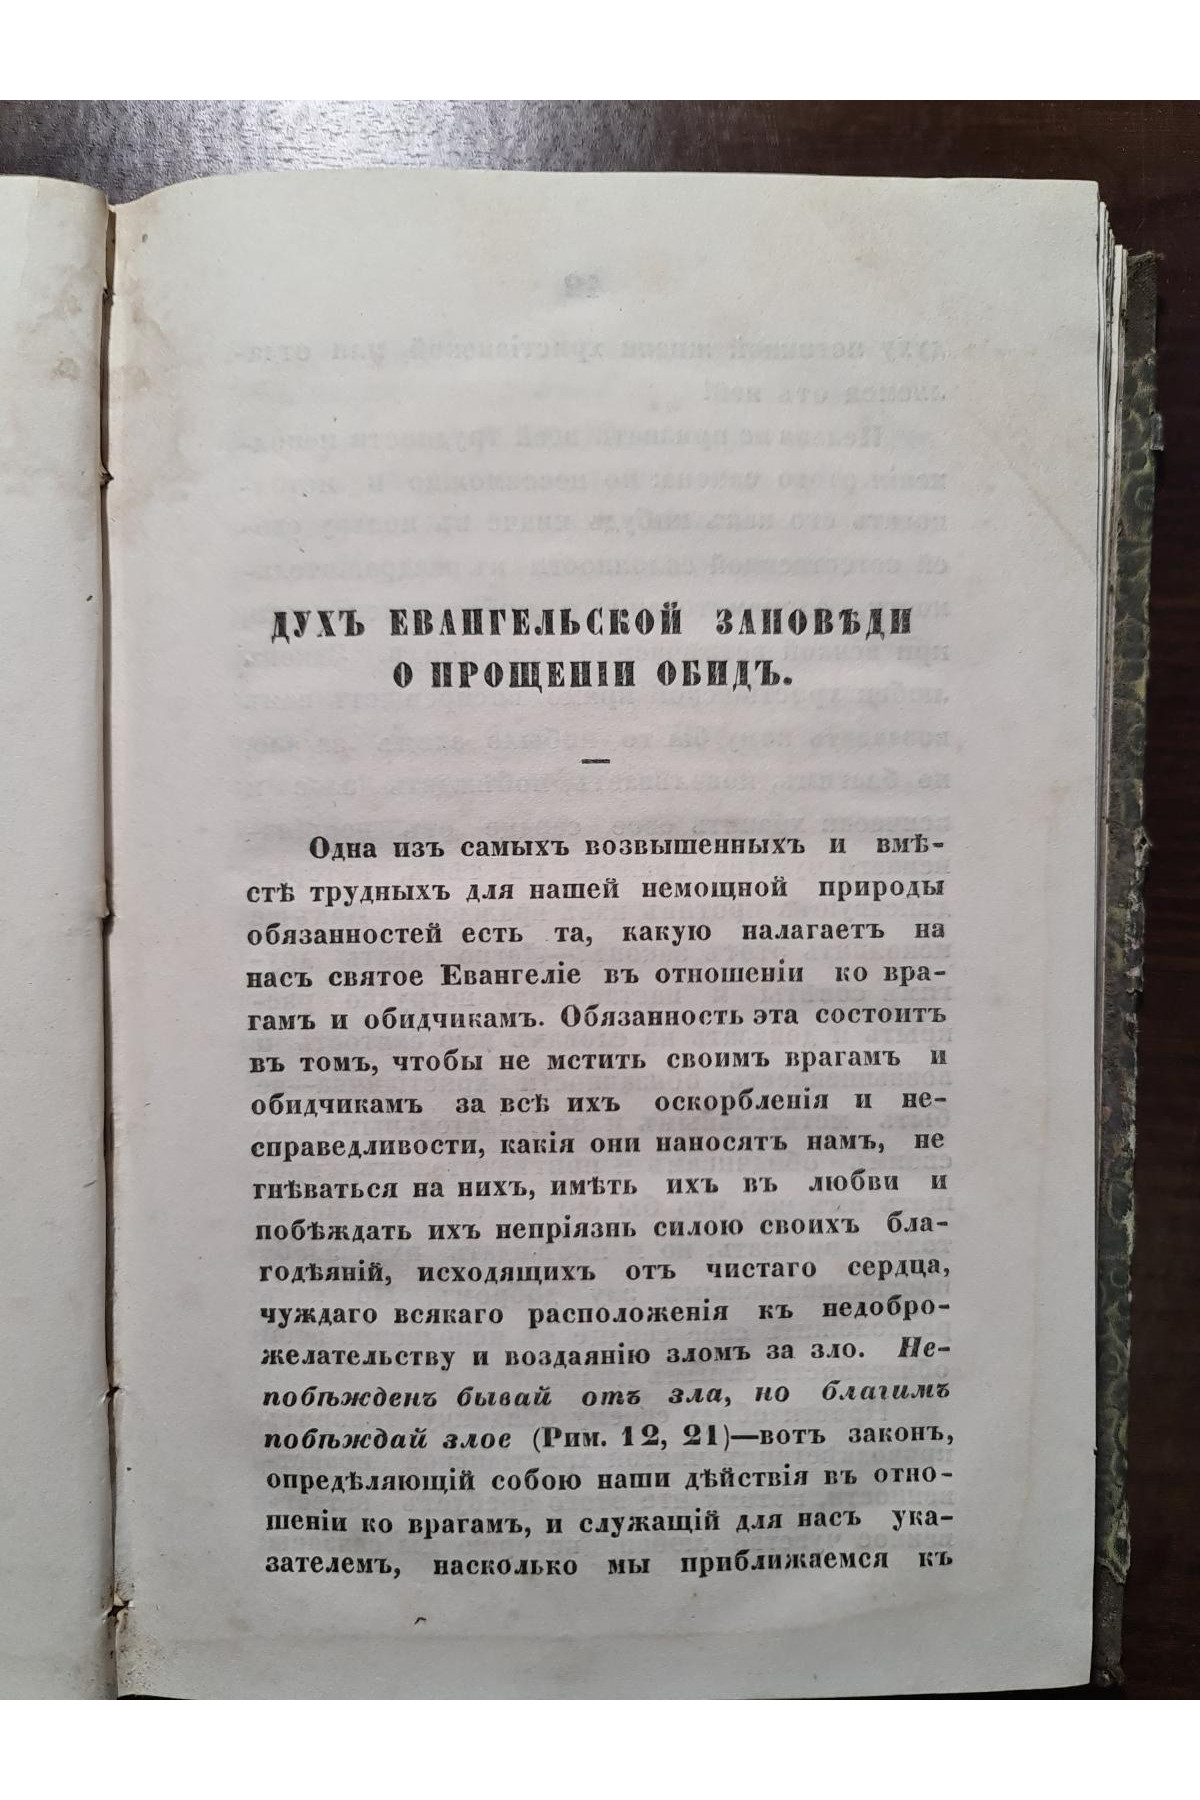 ДУХЪ ЕВАНГЕЛЬСКОЙ ЗАПОВѢДИ
О ПРОЩЕНІИ ОБИДЪ.
Одна изъ самыхъ возвышенныхъ и вмѣ-
стѣ трудныхъ для нашей немощной природы
обязанностей есть та, какую налагаетъ на
насъ святое Евангеліе въ отношеніи ко вра-
гамъ и обидчикамъ. Обязанность эта состоитъ
въ томъ, чтобы не мстить своимъ врагамъ и
обидчикамъ за всѣ ихъ оскорбленія и не-
справедливости, какія они наносятъ намъ, не
гнѣваться на нихъ, имѣть ихъ въ любви и
побѣждать ихъ непріязнь силою своихъ бла-
годѣяній, исходящихъ отъ чистаго сердца,
чуждаго всякаго расположенія къ недобро-
желательству и воздаянію зломъ за зло. Не-
побѣжденъ бывай отъ зла, но благимъ
побѣждай злое (Рим. 12, 21)—вотъ законъ,
опредѣляющій собою наши дѣйствія въ отно-
шеніи ко врагамъ, и служащій для насъ ука-
зателемъ, насколько мы приближаемся къ